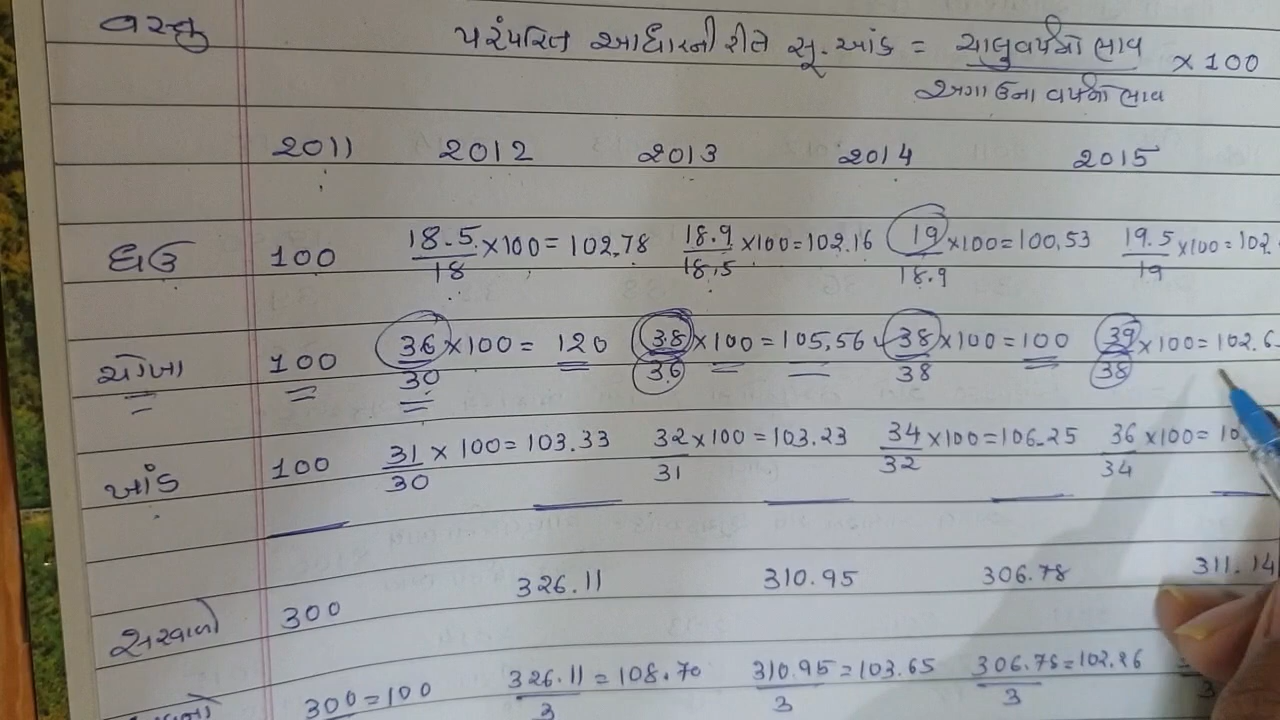 વસ્તુ પરંપરિત આધારની રીતે સૂ.આંક = ચાલુવર્ષનો ભાવ × 100
અગાઉના વર્ષનો ભાવ
2011 2012 2013 2014 2015
ઘઉં 100 18.5/18 ×100 = 102.78 18.9/18.5 ×100 = 102.16 19/18.9 ×100 = 100.53 19.5/19 ×100 = 102.
ચોખા 100 36/30 ×100 = 120 38/36 ×100 = 105.56 38/38 ×100 = 100 39/38 ×100 = 102.6
ખાંડ 100 31/30 × 100 = 103.33 32/31 ×100 = 103.23 34/32 ×100 = 106.25 36/34 ×100 = 10
સરવાળો 300 326.11 310.95 306.78 311.14
300 = 100 326.11/3 = 108.70 310.95/3 = 103.65 306.78/3 = 102.26 3